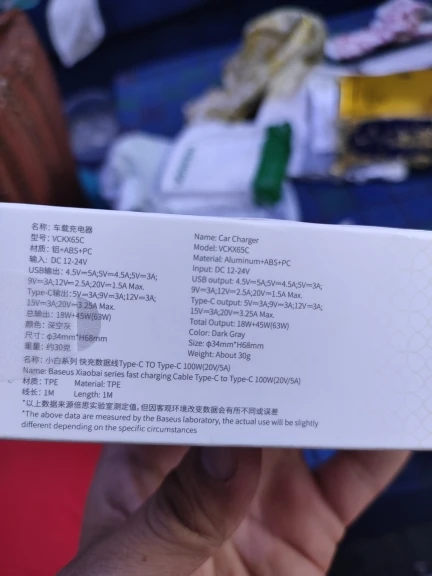 名称: 车载充电器
型号: VCKX65C
材质: 铝+ABS+PC
输入: DC 12-24V
USB输出: 4.5V⎓5A;5V⎓4.5A;5V⎓3A;
9V⎓3A;12V⎓2.5A;20V⎓1.5A Max.
Type-C输出: 5V⎓3A;9V⎓3A;12V⎓3A;
15V⎓3A;20V⎓3.25A Max.
总输出: 18W+45W(63W)
颜色: 深空灰
尺寸: φ34mm*H68mm
重量: 约30克
Name: Car Charger
Model: VCKX65C
Material: Aluminum+ABS+PC
Input: DC 12-24V
USB output: 4.5V⎓5A;5V⎓4.5A;5V⎓3A;
9V⎓3A;12V⎓2.5A;20V⎓1.5A Max.
Type-C output: 5V⎓3A;9V⎓3A;12V⎓3A;
15V⎓3A;20V⎓3.25A Max.
Total Output: 18W+45W(63W)
Color: Dark Gray
Size: φ34mm*H68mm
Weight: About 30g
名称: 小白系列 快充数据线Type-C TO Type-C 100W(20V/5A)
Name: Baseus Xiaobai series fast charging Cable Type-C to Type-C 100W(20V/5A)
材质: TPE Material: TPE
线长: 1M Length: 1M
*以上数据来源倍思实验室测定值, 但因客观环境改变数据会有所不同或差异
*The above data are measured by the Baseus laboratory, the actual use will be slightly
different depending on the specific circumstances